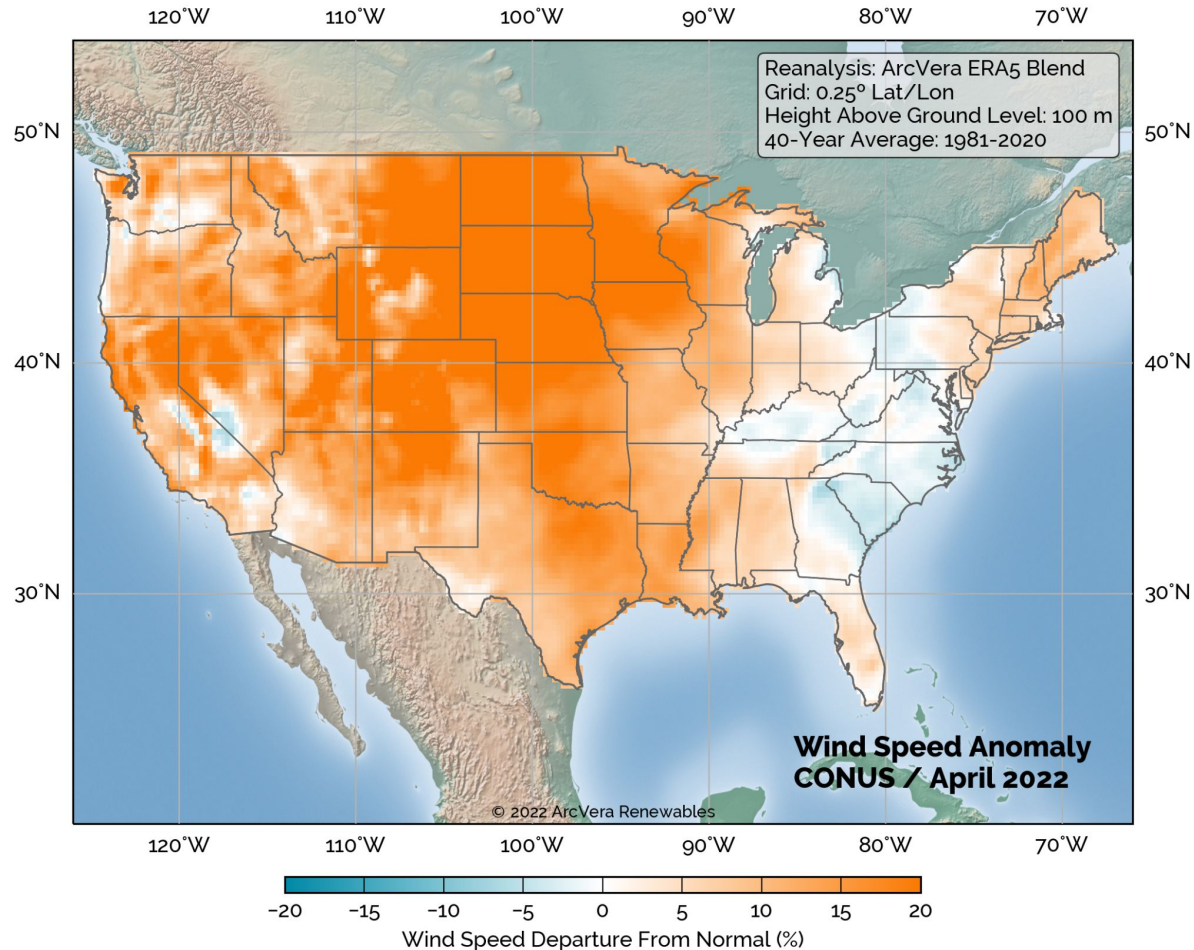 120°W 110°W 100°W 90°W 80°W 70°W
Reanalysis: ArcVera ERA5 Blend
Grid: 0.25º Lat/Lon
Height Above Ground Level: 100 m
40-Year Average: 1981-2020
50°N 50°N
40°N 40°N
30°N 30°N
Wind Speed Anomaly
CONUS / April 2022
© 2022 ArcVera Renewables
120°W 110°W 100°W 90°W 80°W 70°W
−20 −15 −10 −5 0 5 10 15 20
Wind Speed Departure From Normal (%)